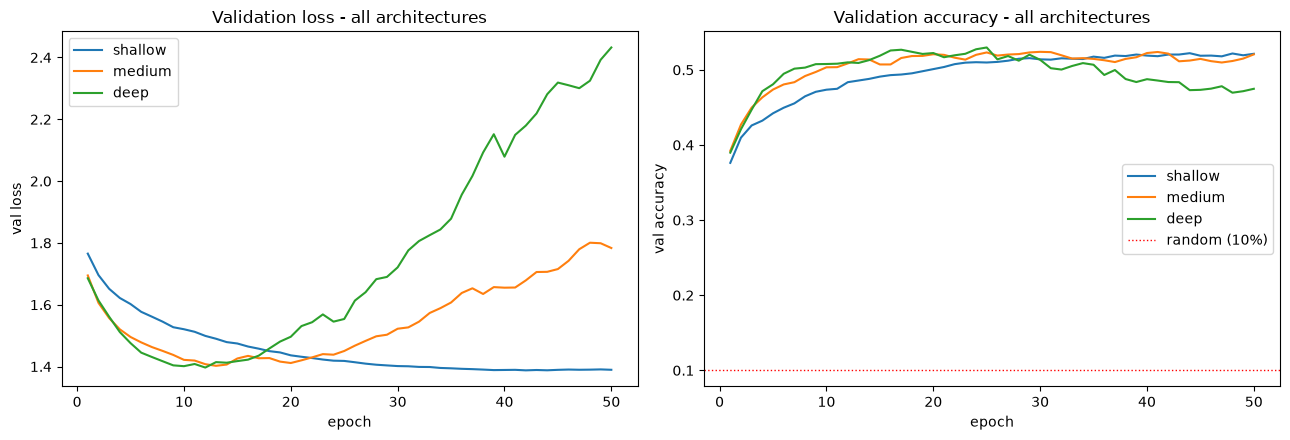 Validation loss - all architectures
shallow
medium
deep
2.4
2.2
2.0
1.8
1.6
1.4
val loss
0
10
20
30
40
50
epoch
Validation accuracy - all architectures
0.5
0.4
0.3
0.2
0.1
val accuracy
shallow
medium
deep
random (10%)
0
10
20
30
40
50
epoch